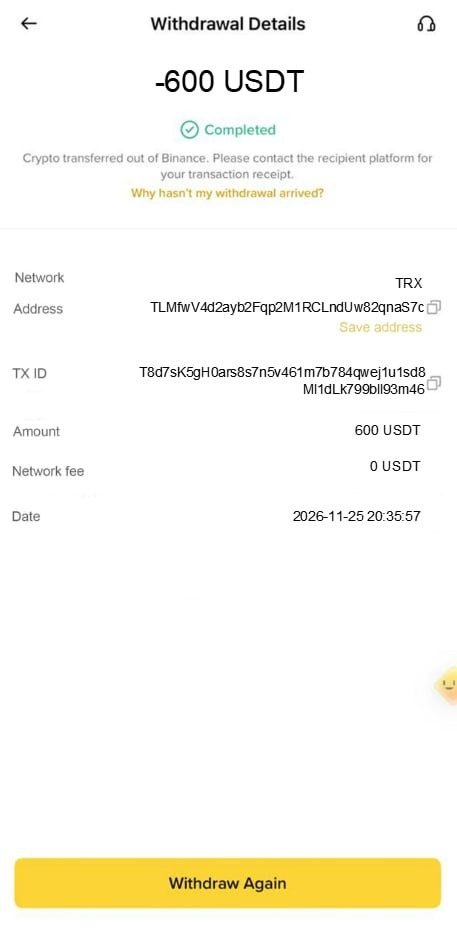 Withdrawal Details
-600 USDT
Completed
Crypto transferred out of Binance. Please contact the recipient platform for
your transaction receipt.
Why hasn't my withdrawal arrived?
Network
TRX
Address
TLMfwV4d2ayb2Fqp2M1RCLndUw82qnaS7c
Save address
TX ID
T8d7sK5gH0ars8s7n5v461m7b784qwej1u1sd8
Ml1dLk799bll93m46
Amount
600 USDT
Network fee
0 USDT
Date
2026-11-25 20:35:57
Withdraw Again